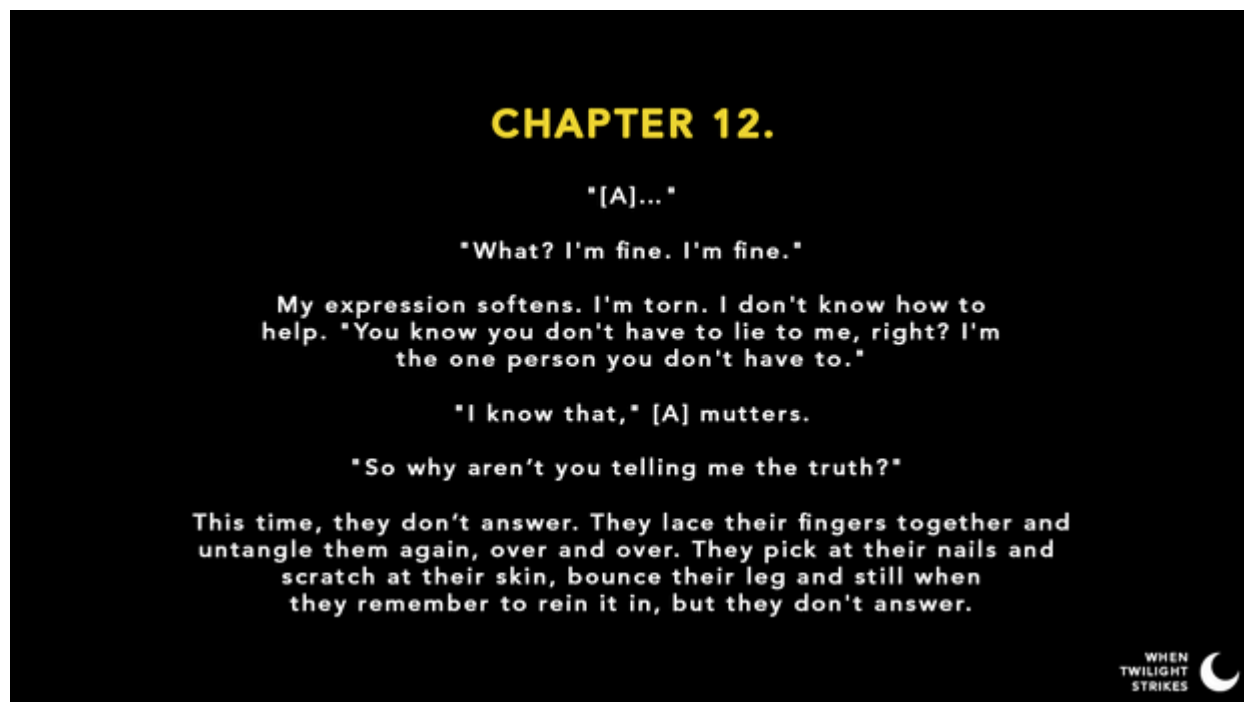 CHAPTER 12.
"[A]..."
"What? I'm fine. I'm fine."
My expression softens. I'm torn. I don't know how to
help. "You know you don't have to lie to me, right? I'm
the one person you don't have to."
"I know that," [A] mutters.
"So why aren’t you telling me the truth?"
This time, they don’t answer. They lace their fingers together and
untangle them again, over and over. They pick at their nails and
scratch at their skin, bounce their leg and still when
they remember to rein it in, but they don't answer.
WHEN
TWILIGHT
STRIKES